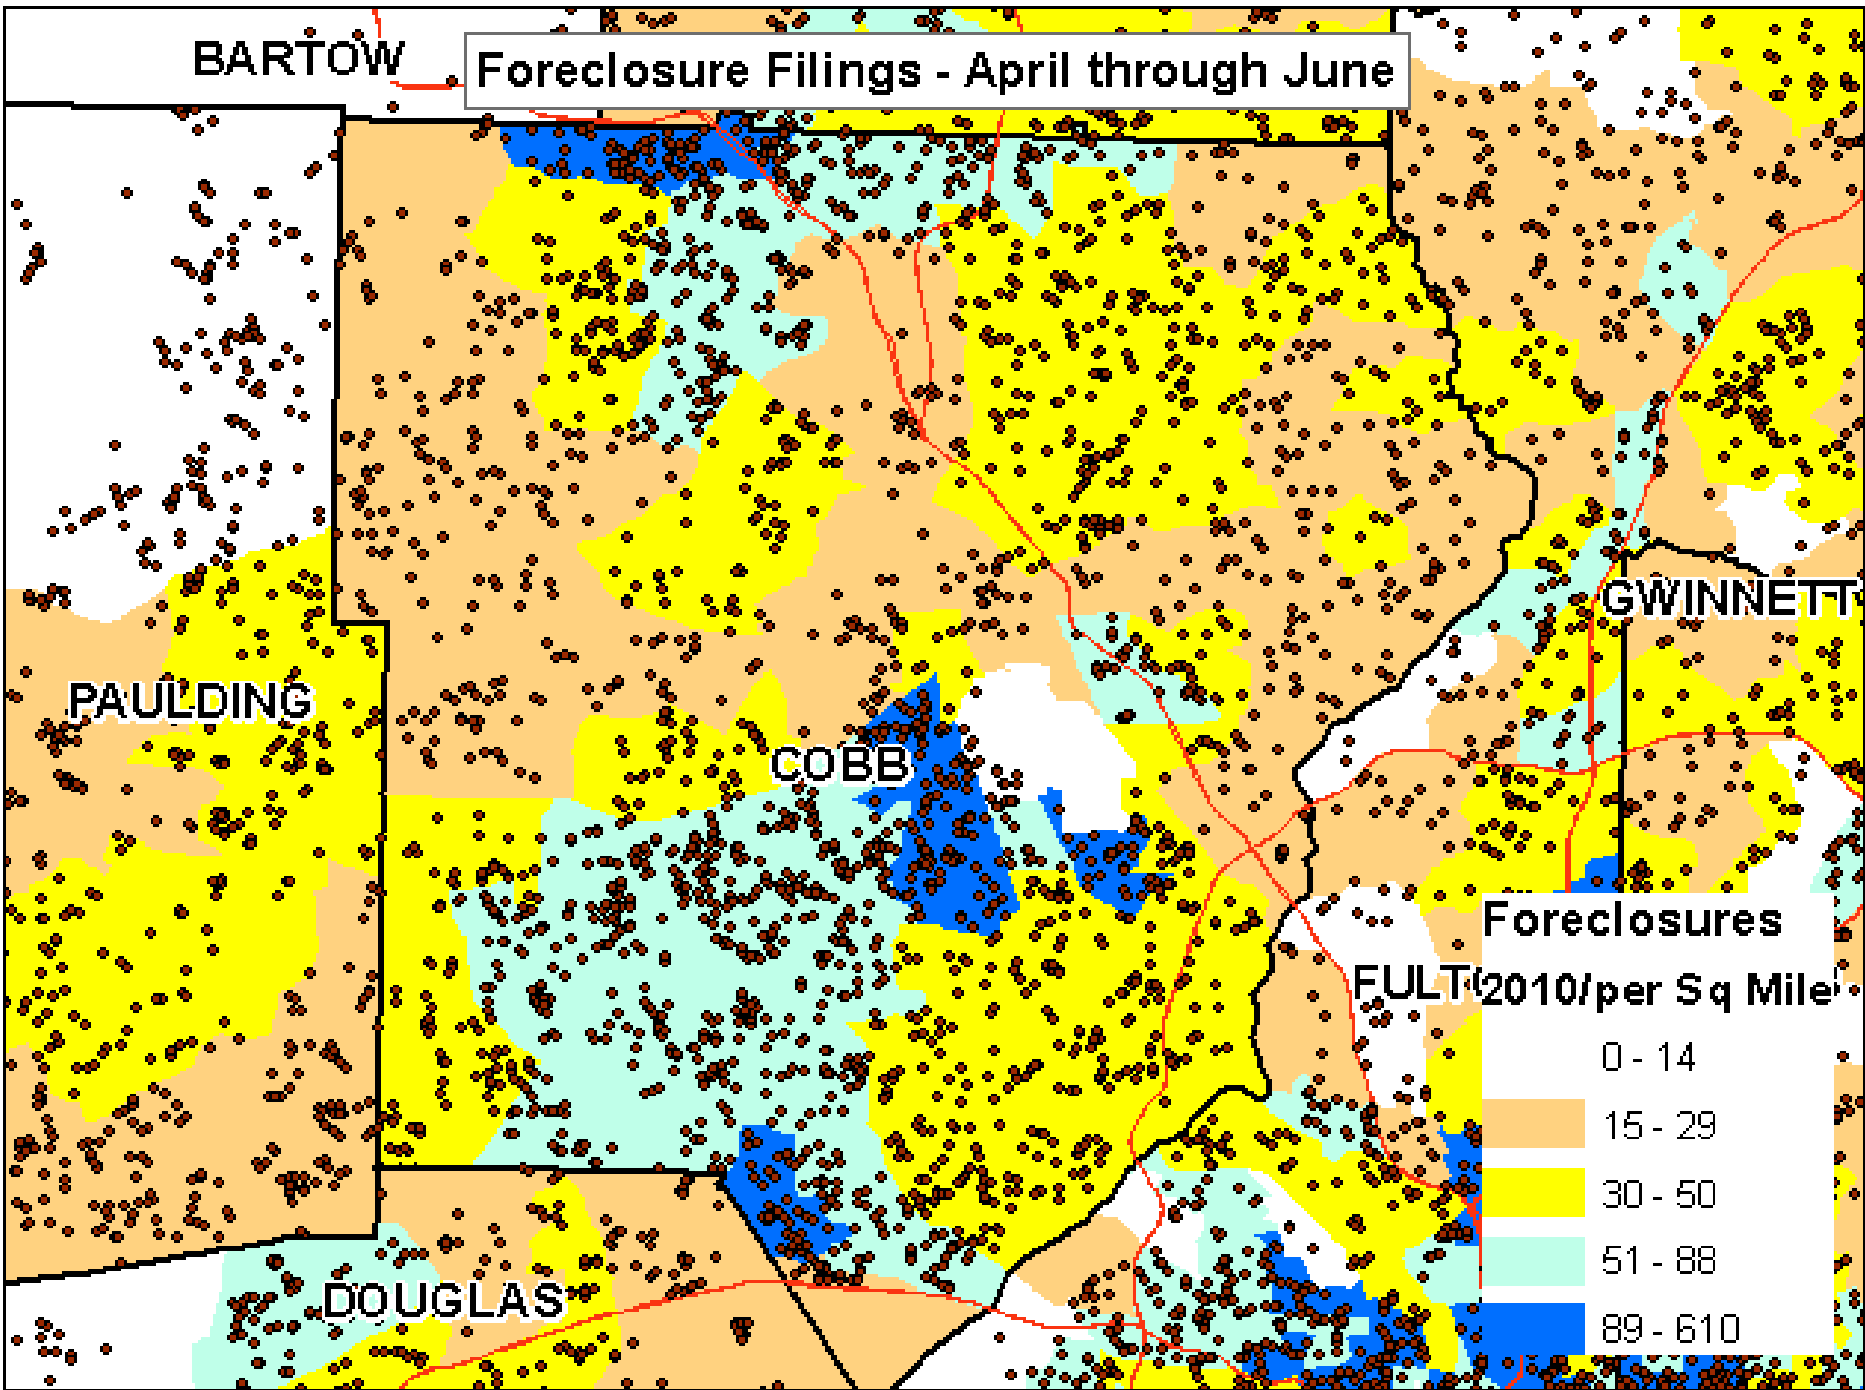 BARTOW
Foreclosure Filings - April through June
GWINNETT
PAULDING
COBB
Foreclosures
FULT
2010/per Sq Mile
0 - 14
15 - 29
30 - 50
51 - 88
89 - 610
DOUGLAS